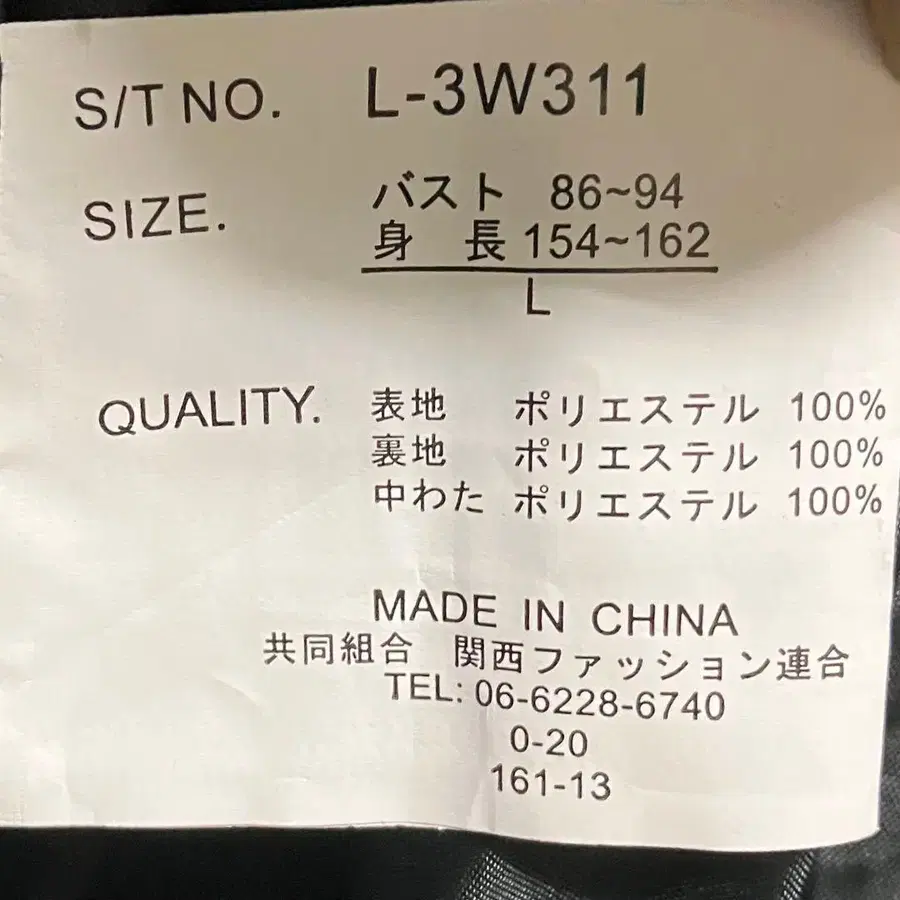 S/T NO. L-3W311
SIZE. バスト 86~94
身 長 154~162
L
QUALITY. 表地 ポリエステル 100%
裏地 ポリエステル 100%
中わた ポリエステル 100%
MADE IN CHINA
共同組合 関西ファッション連合
TEL: 06-6228-6740
0-20
161-13